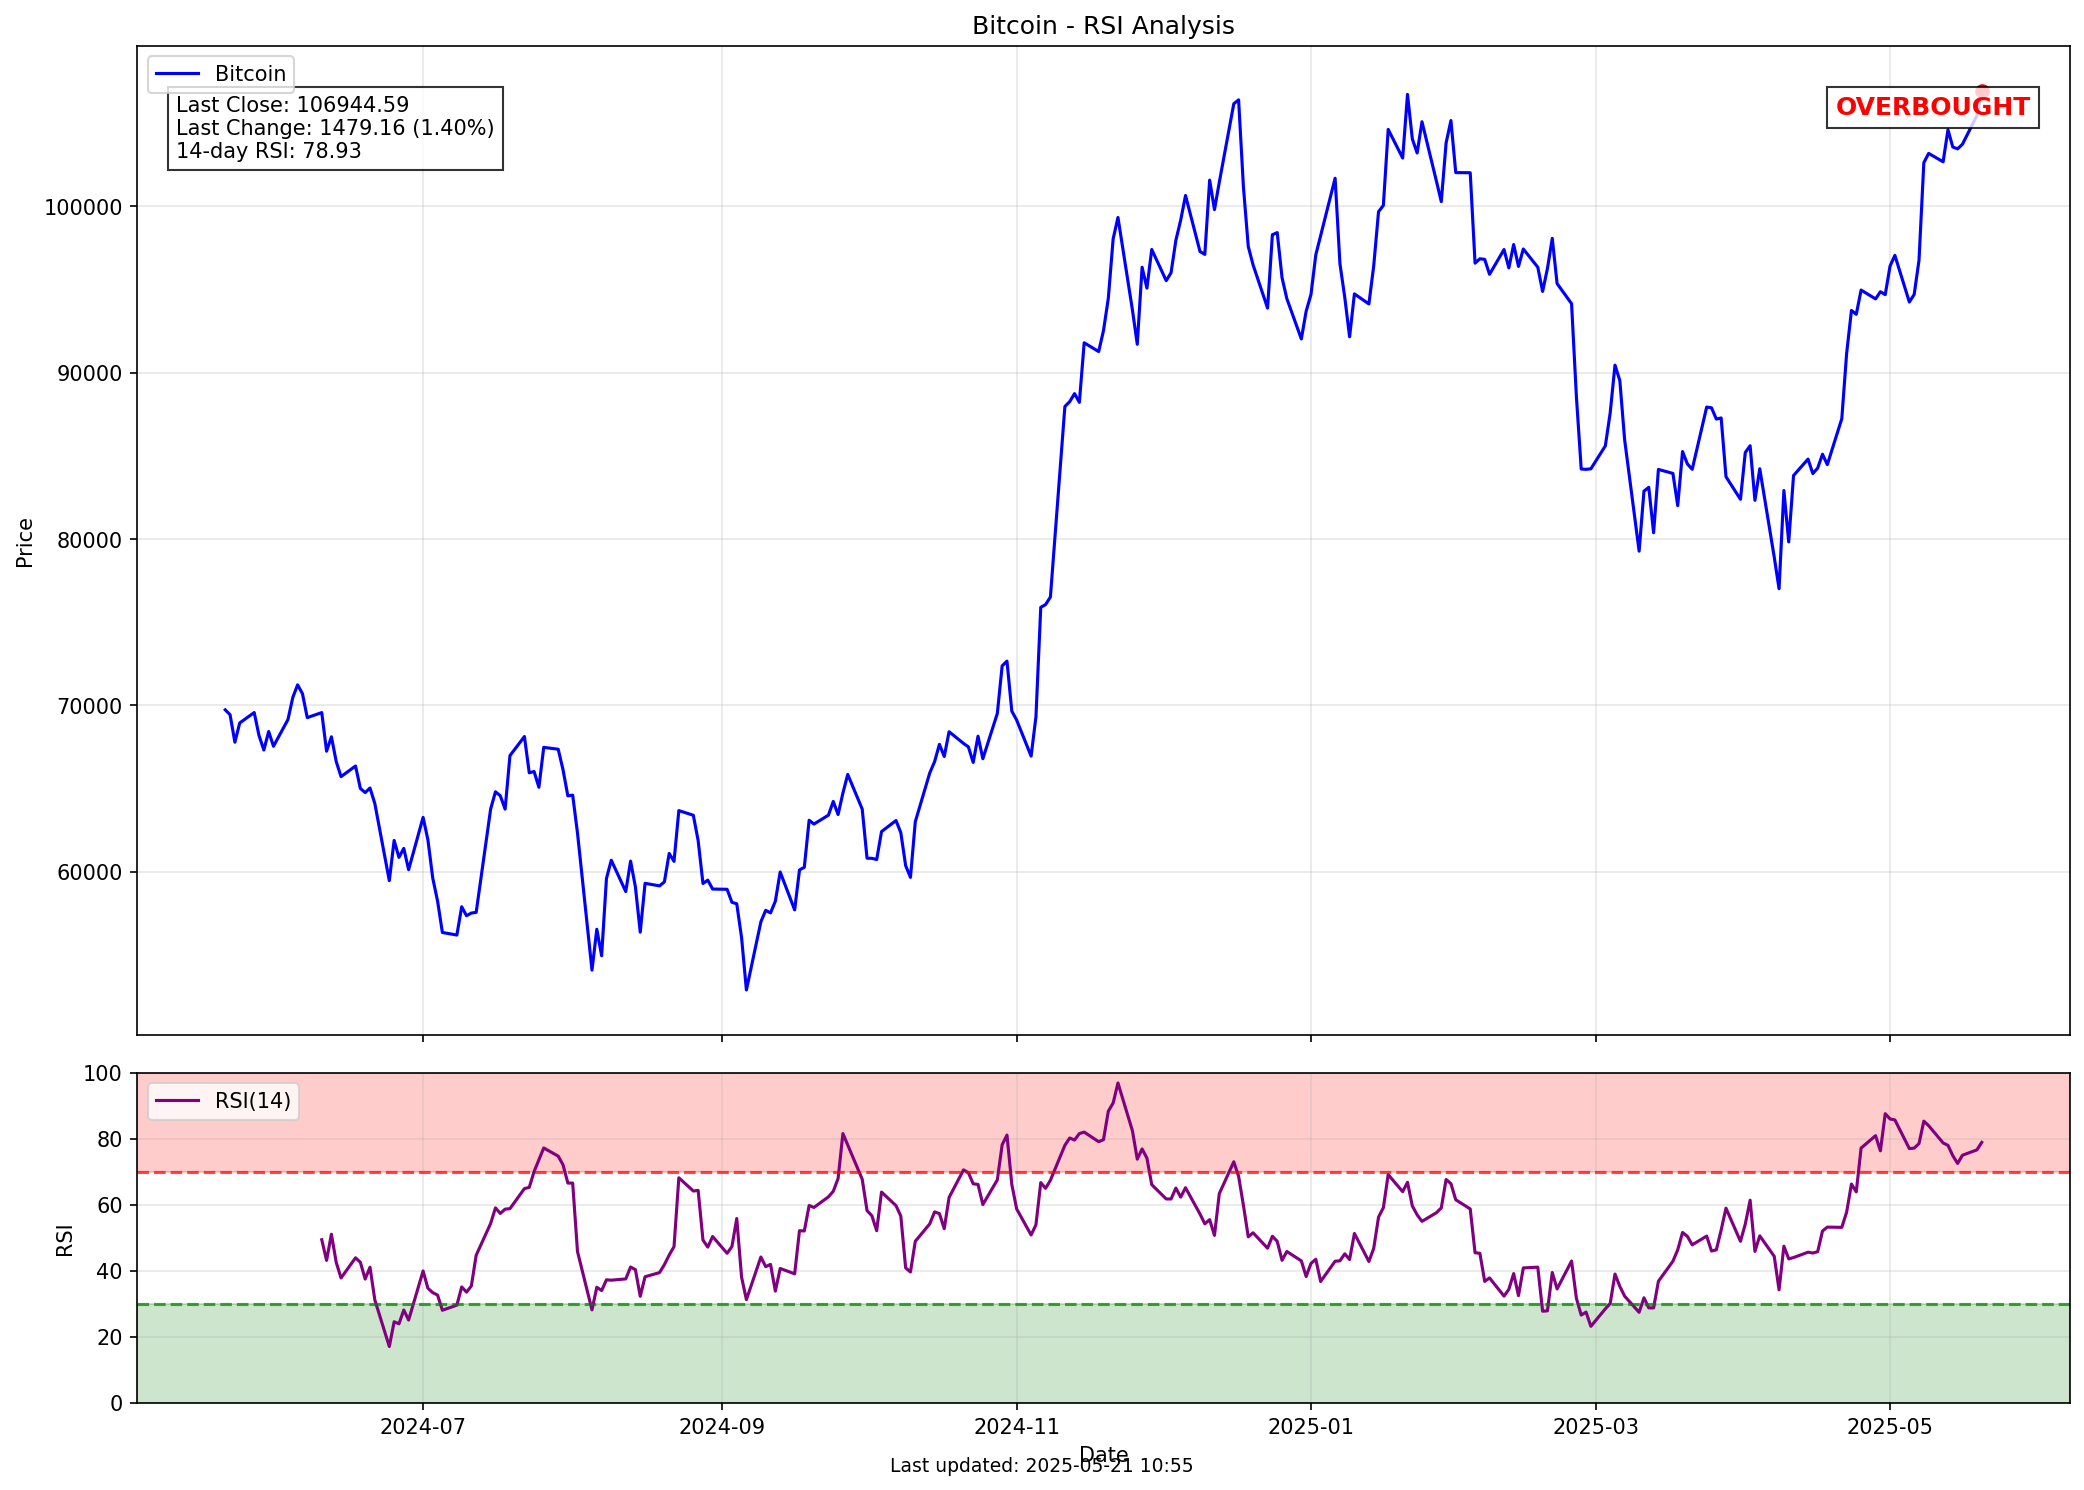 Bitcoin - RSI Analysis
Bitcoin
Last Close: 106944.59
Last Change: 1479.16 (1.40%)
14-day RSI: 78.93
OVERBOUGHT
100000
90000
80000
70000
60000
Price
RSI(14)
100
80
60
40
20
0
RSI
2024-07
2024-09
2024-11
2025-01
2025-03
2025-05
Date
Last updated: 2025-05-21 10:55